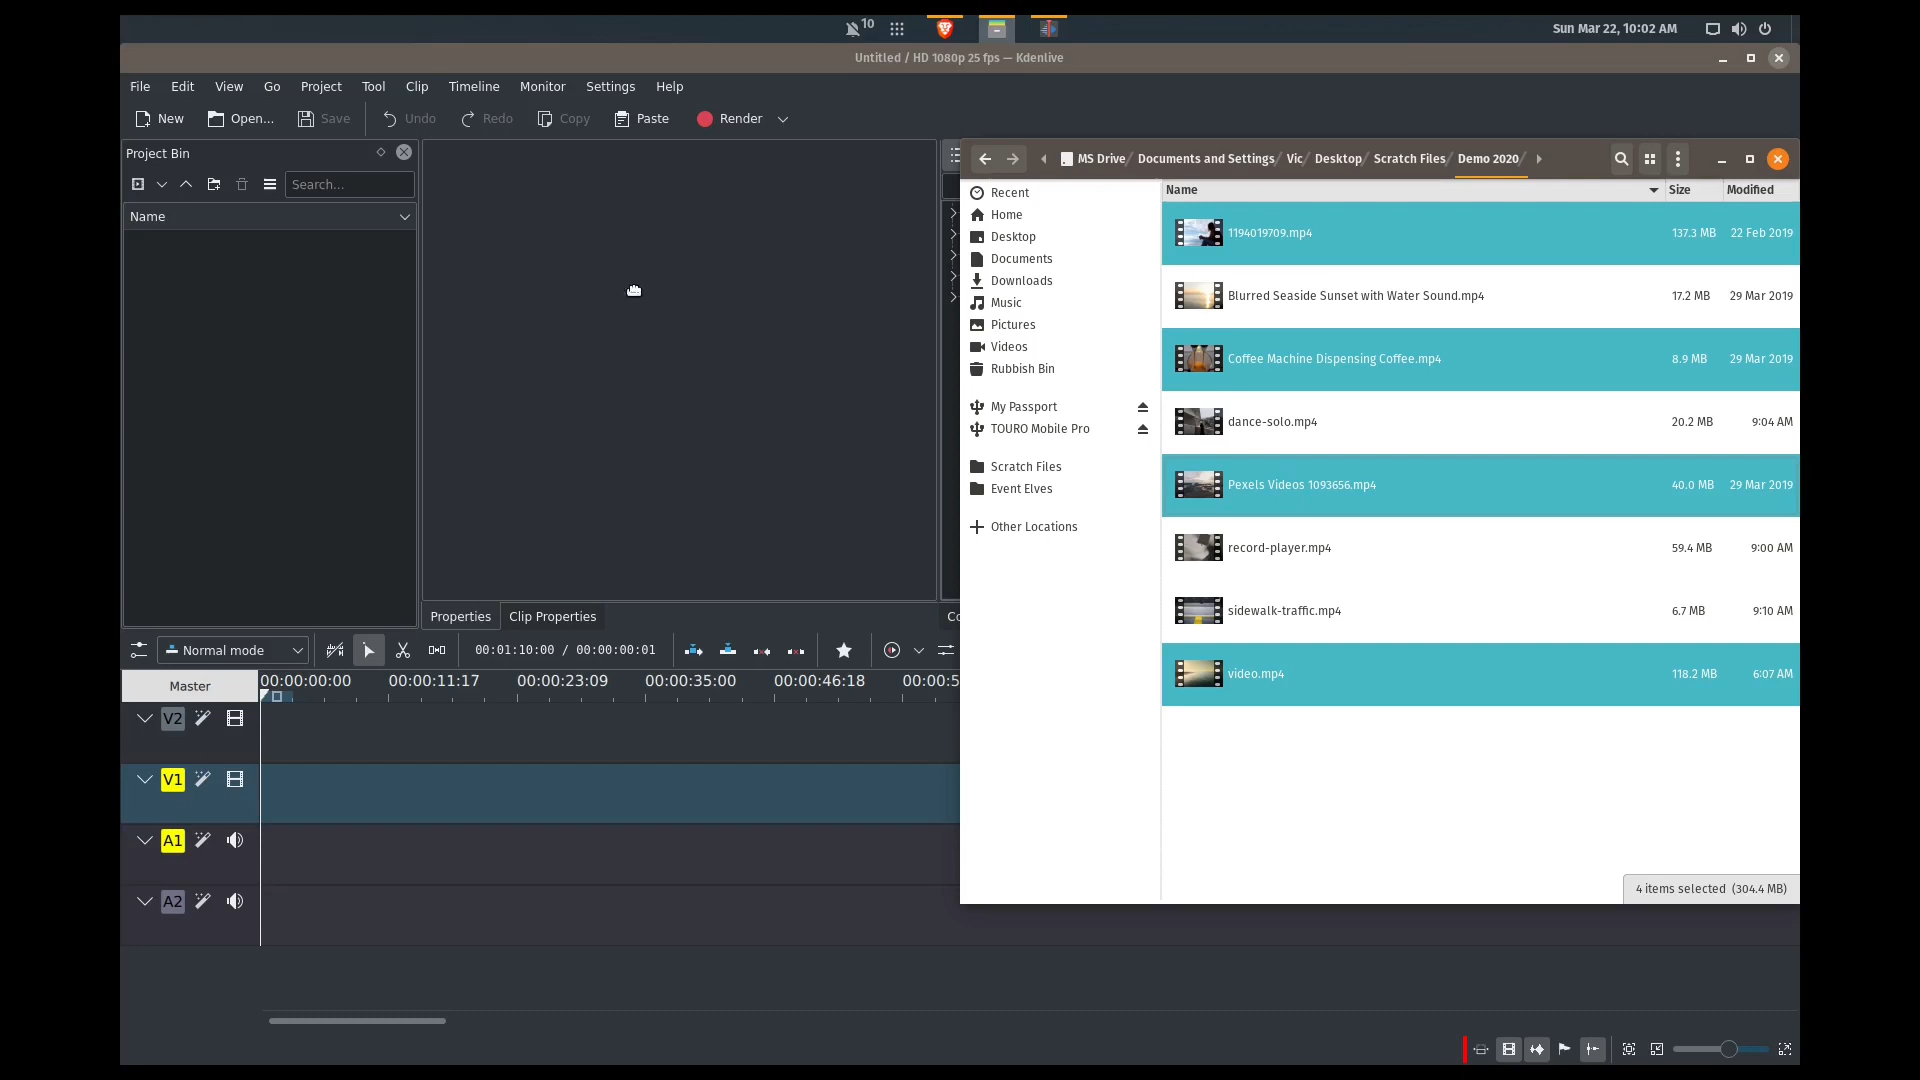 10
Sun Mar 22, 10:02 AM
Untitled / HD 1080p 25 fps — Kdenlive
File Edit View Go Project Tool Clip Timeline Monitor Settings Help
New Open... Save Undo Redo Copy Paste Render
Project Bin
Search...
Name
MS Drive/ Documents and Settings/ Vic/ Desktop/ Scratch Files/ Demo 2020/
Name Size Modified
Recent
Home
Desktop
Documents
Downloads
Music
Pictures
Videos
Rubbish Bin
My Passport
TOURO Mobile Pro
Scratch Files
Event Elves
Other Locations
1194019709.mp4 137.3 MB 22 Feb 2019
Blurred Seaside Sunset with Water Sound.mp4 17.2 MB 29 Mar 2019
Coffee Machine Dispensing Coffee.mp4 8.9 MB 29 Mar 2019
dance-solo.mp4 20.2 MB 9:04 AM
Pexels Videos 1093656.mp4 40.0 MB 29 Mar 2019
record-player.mp4 59.4 MB 9:00 AM
sidewalk-traffic.mp4 6.7 MB 9:10 AM
video.mp4 118.2 MB 6:07 AM
4 items selected (304.4 MB)
Properties Clip Properties Co
Normal mode 00:01:10:00 / 00:00:00:01
Master 00:00:00:00 00:00:11:17 00:00:23:09 00:00:35:00 00:00:46:18 00:00:5
V2
V1
A1
A2